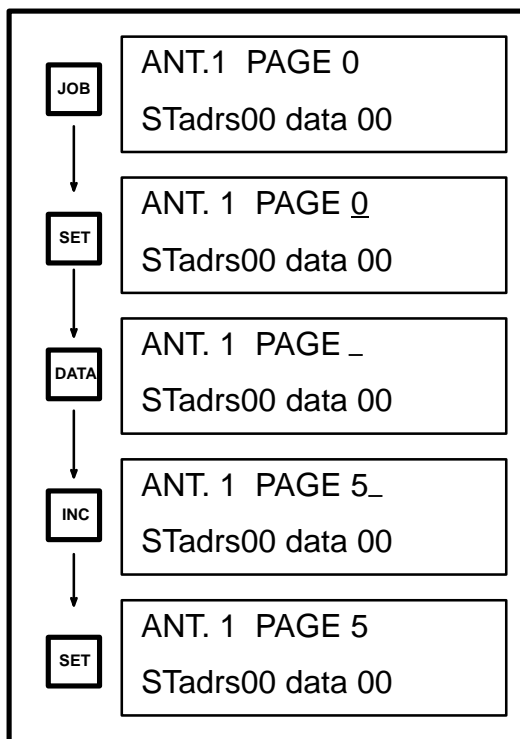 JOB
ANT.1 PAGE 0
STadrs00 data 00
SET
ANT. 1 PAGE 0
STadrs00 data 00
DATA
ANT. 1 PAGE _
STadrs00 data 00
INC
ANT. 1 PAGE 5_
STadrs00 data 00
SET
ANT. 1 PAGE 5
STadrs00 data 00